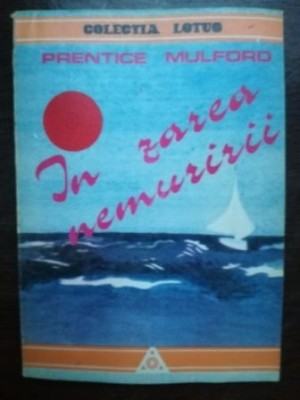 COLECTIA LOTUS
PRENTICE MULFORD
In zarea
nemuririi